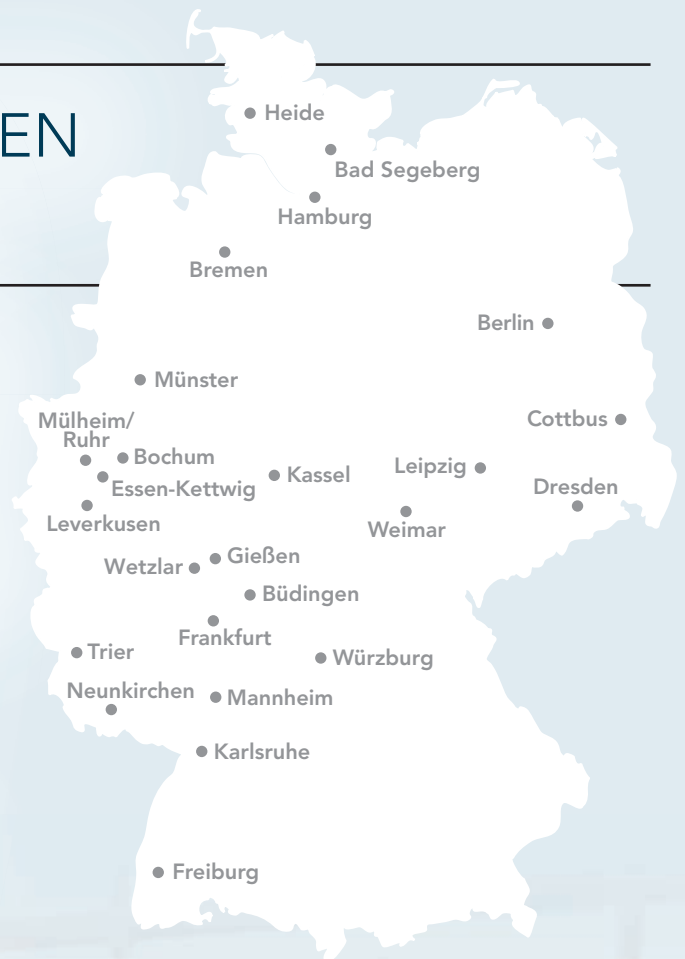 EN
Heide
Bad Segeberg
Hamburg
Bremen
Berlin
Münster
Cottbus
Mülheim/
Ruhr
Bochum
Kassel
Leipzig
Essen-Kettwig
Dresden
Leverkusen
Weimar
Gießen
Wetzlar
Büdingen
Frankfurt
Trier
Würzburg
Neunkirchen
Mannheim
Karlsruhe
Freiburg